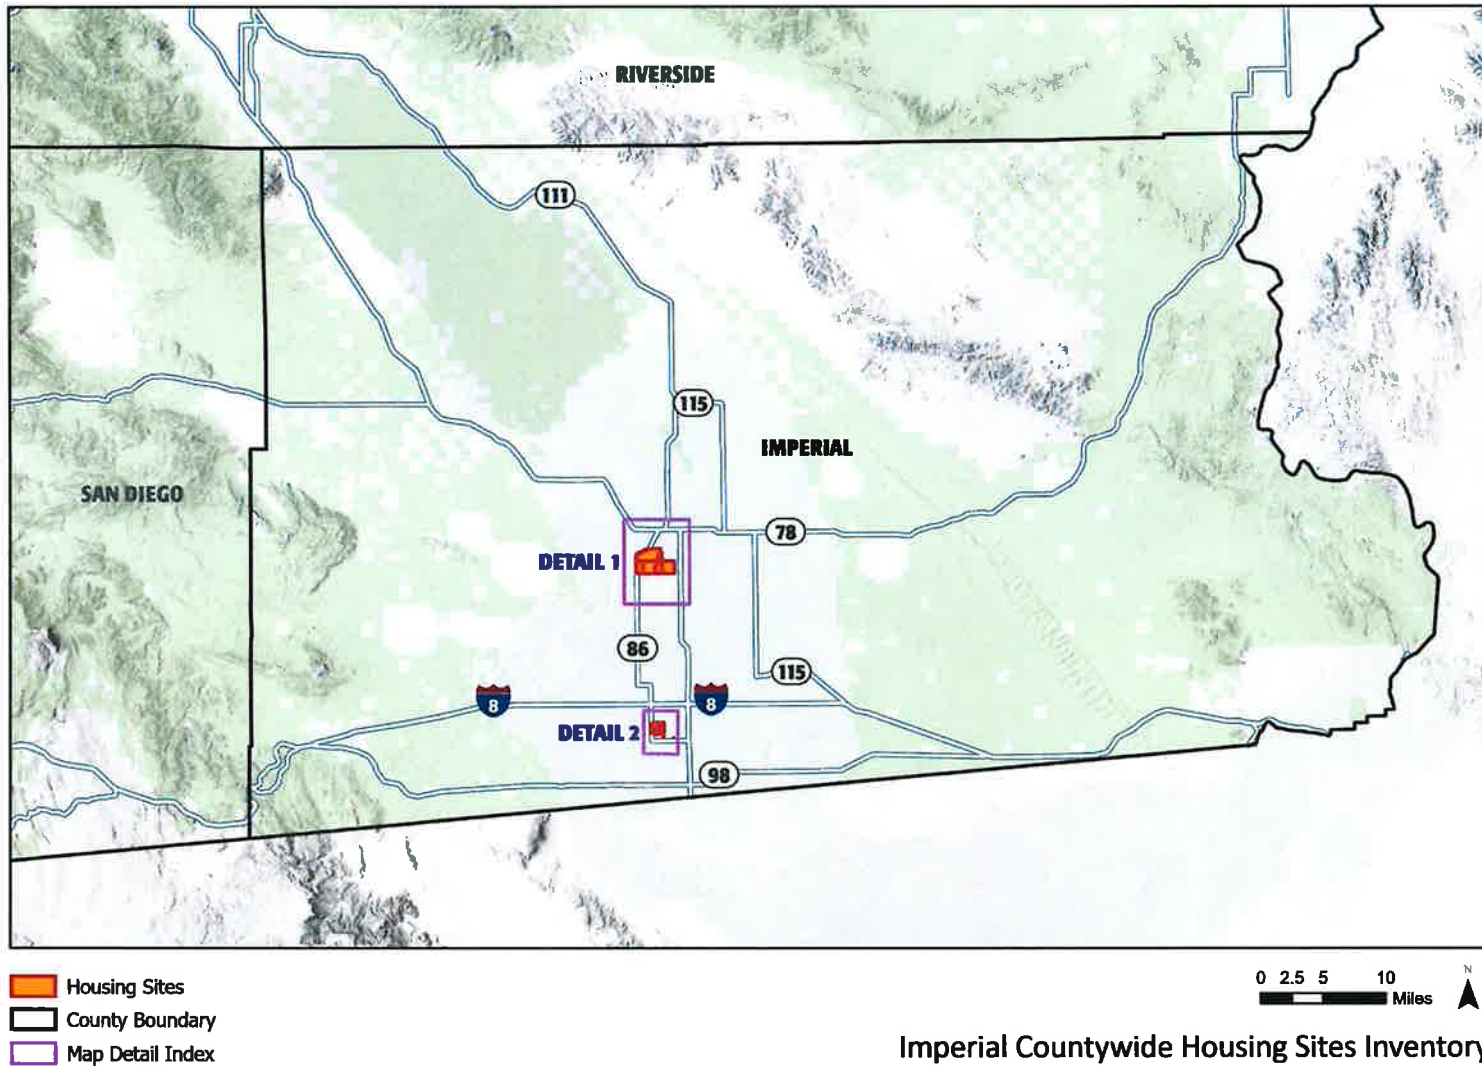 RIVERSIDE
111
115
IMPERIAL
SAN DIEGO
78
DETAIL 1
86
115
8
8
DETAIL 2
98
Housing Sites
County Boundary
Map Detail Index
0 2.5 5 10
Miles
N
Imperial Countywide Housing Sites Inventory